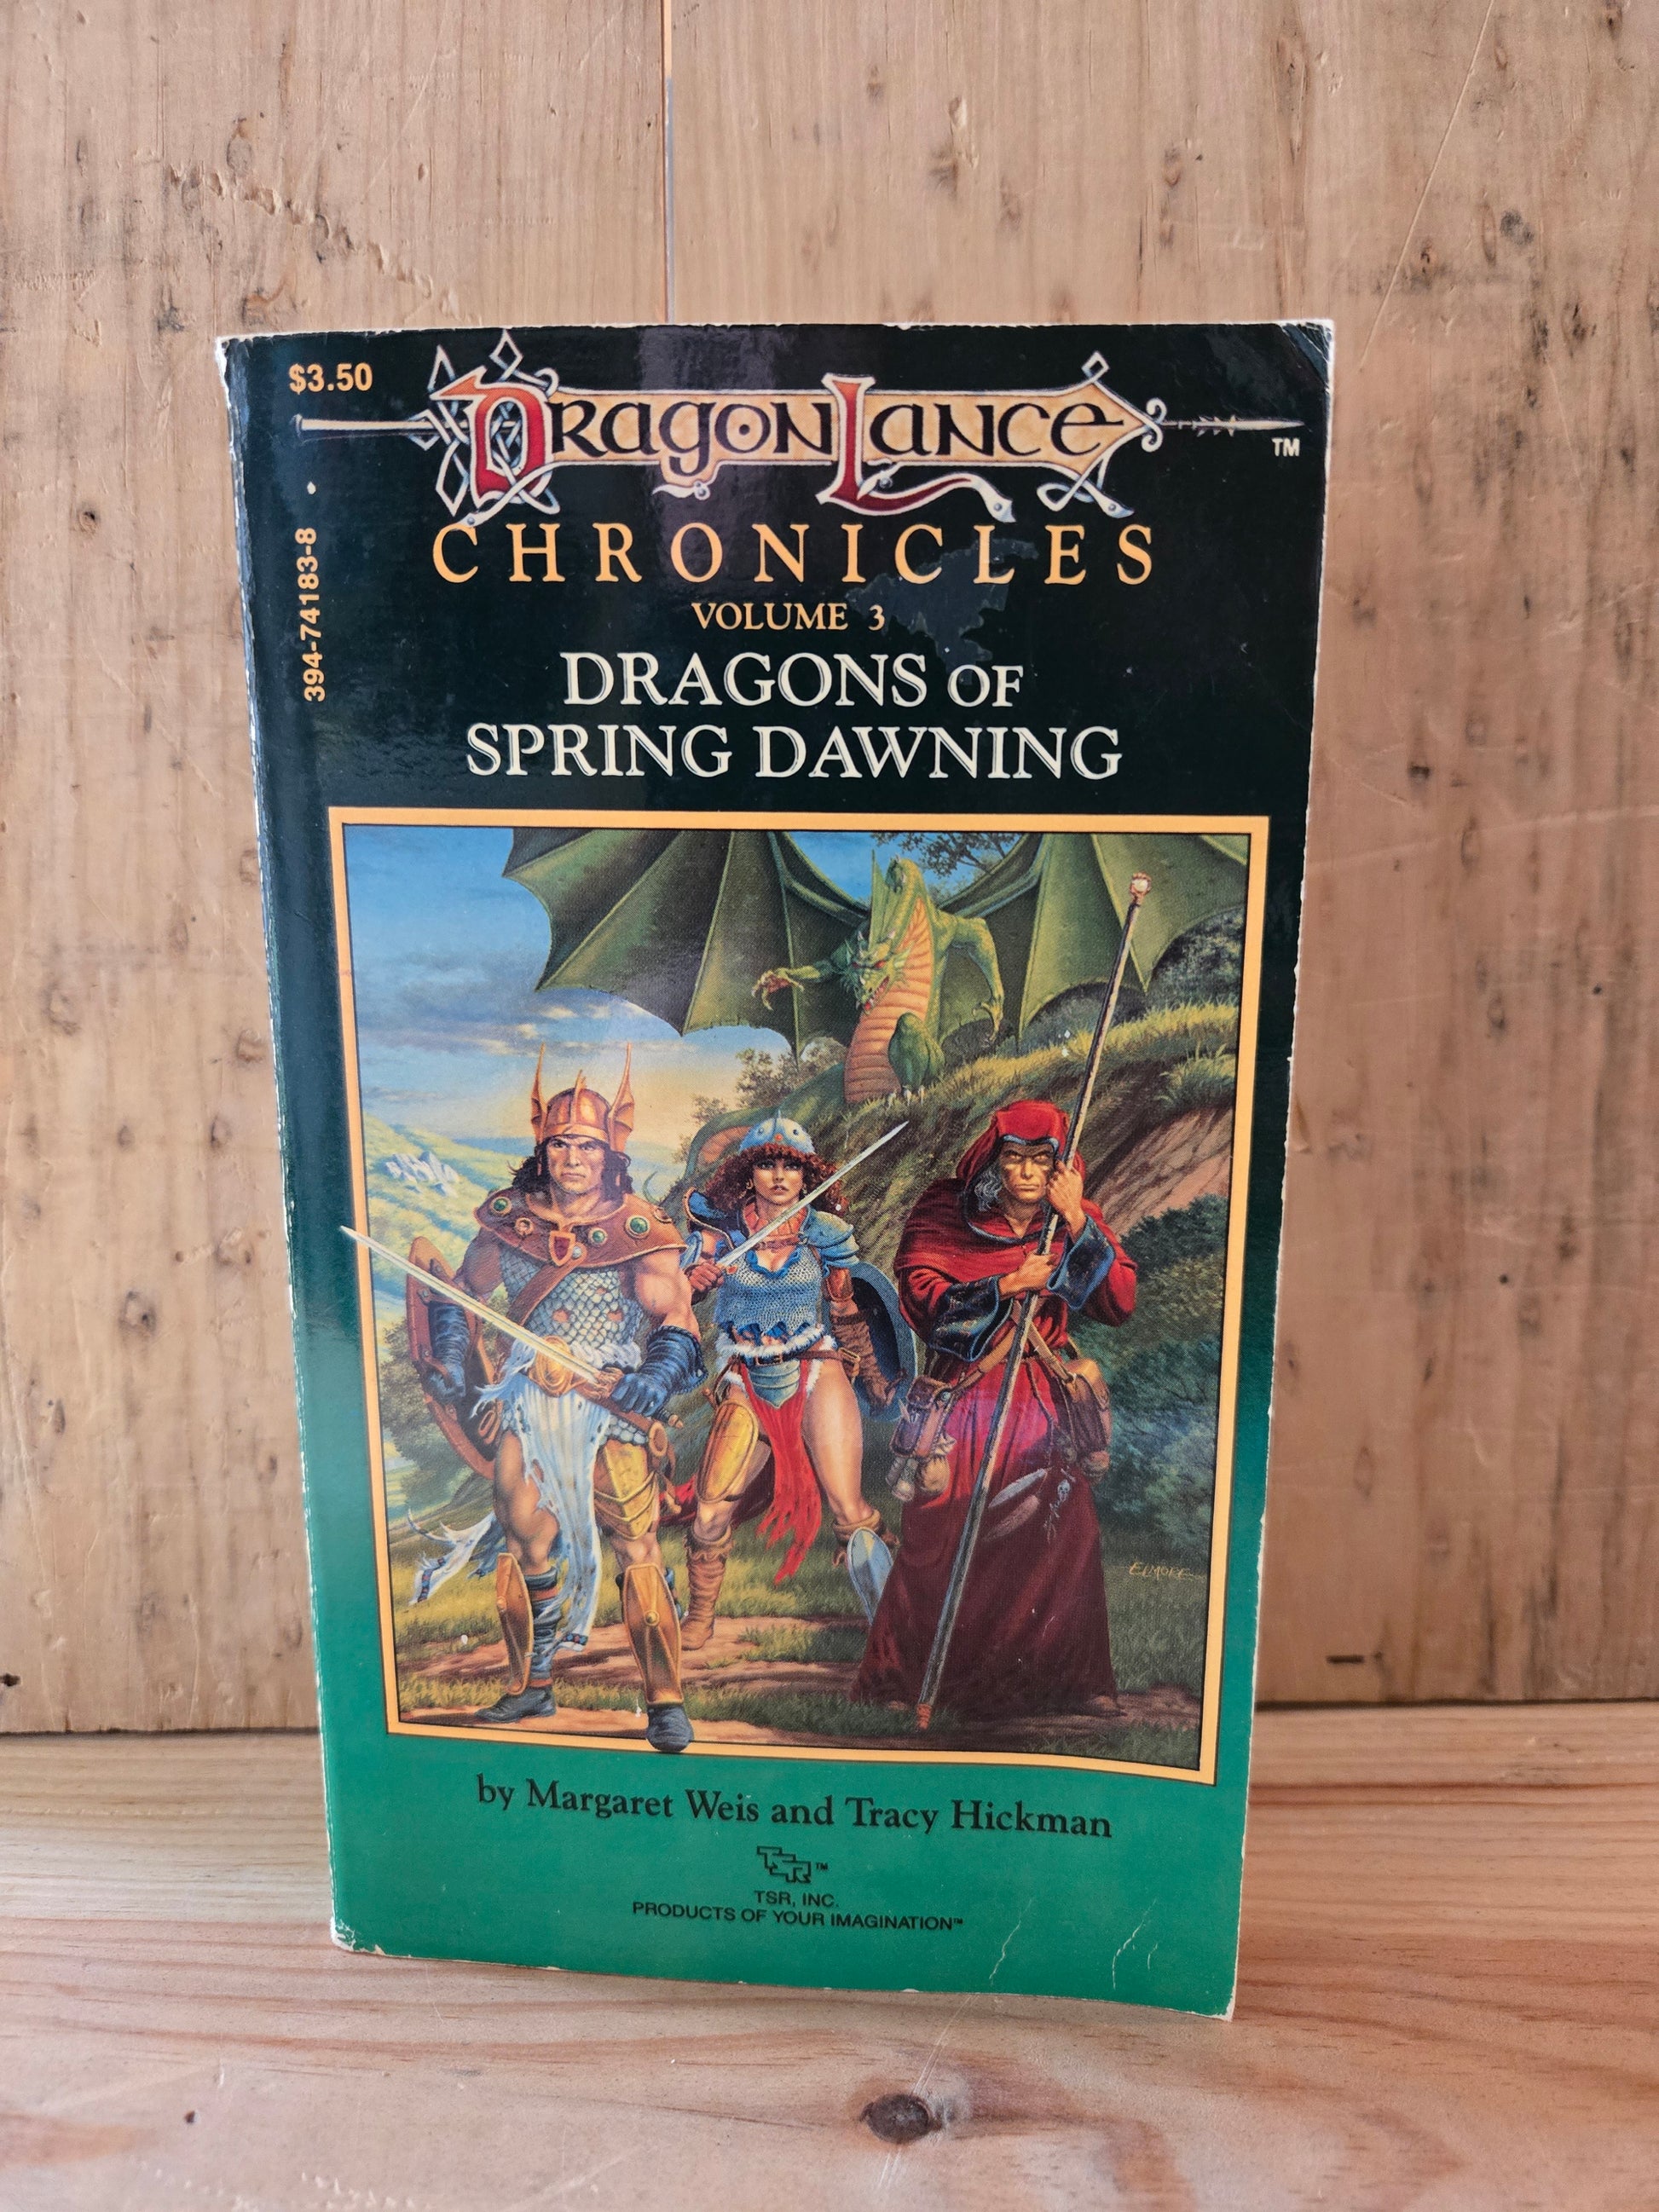 $3.50
DRAGONLANCE
TM
CHRONICLES
394-74183-8
VOLUME 3
DRAGONS OF
SPRING DAWNING
ELMORE
by Margaret Weis and Tracy Hickman
TSR™
TSR, INC.
PRODUCTS OF YOUR IMAGINATION™